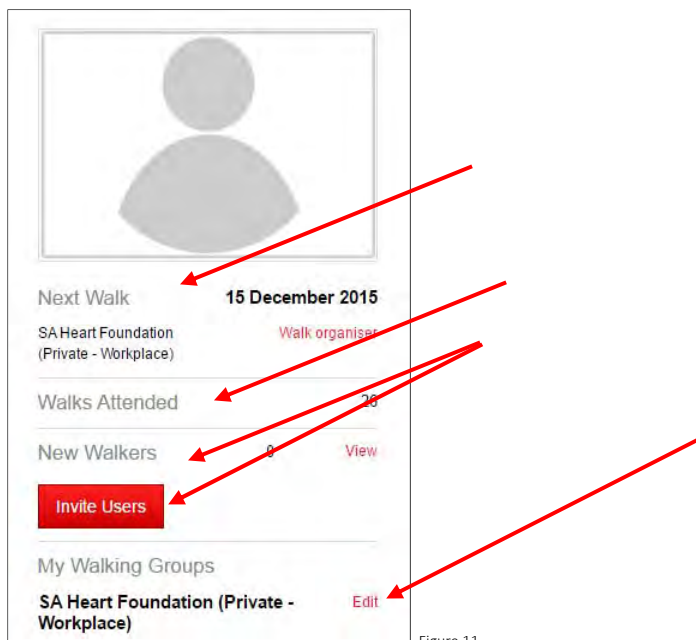 Next Walk 15 December 2015
SA Heart Foundation Walk organiser
(Private - Workplace)
Walks Attended
New Walkers 0 View
Invite Users
My Walking Groups
SA Heart Foundation (Private - Edit
Workplace)
Figure 11